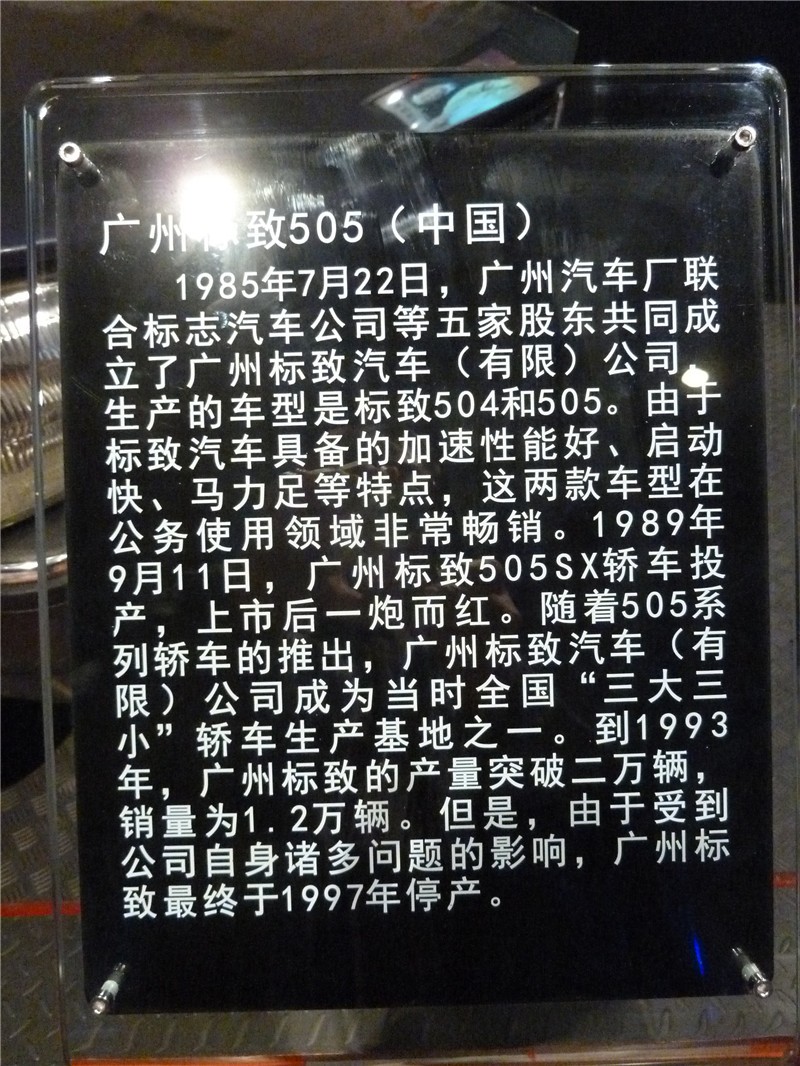 广州标致505（中国）
1985年7月22日，广州汽车厂联
合标志汽车公司等五家股东共同成
立了广州标致汽车（有限）公司，
生产的车型是标致504和505。由于
标致汽车具备的加速性能好、启动
快、马力足等特点，这两款车型在
公务使用领域非常畅销。1989年
9月11日，广州标致505SX轿车投
产，上市后一炮而红。随着505系
列轿车的推出，广州标致汽车（有
限）公司成为当时全国“三大三
小”轿车生产基地之一。到1993
年，广州标致的产量突破二万辆，
销量为1.2万辆。但是，由于受到
公司自身诸多问题的影响，广州标
致最终于1997年停产。